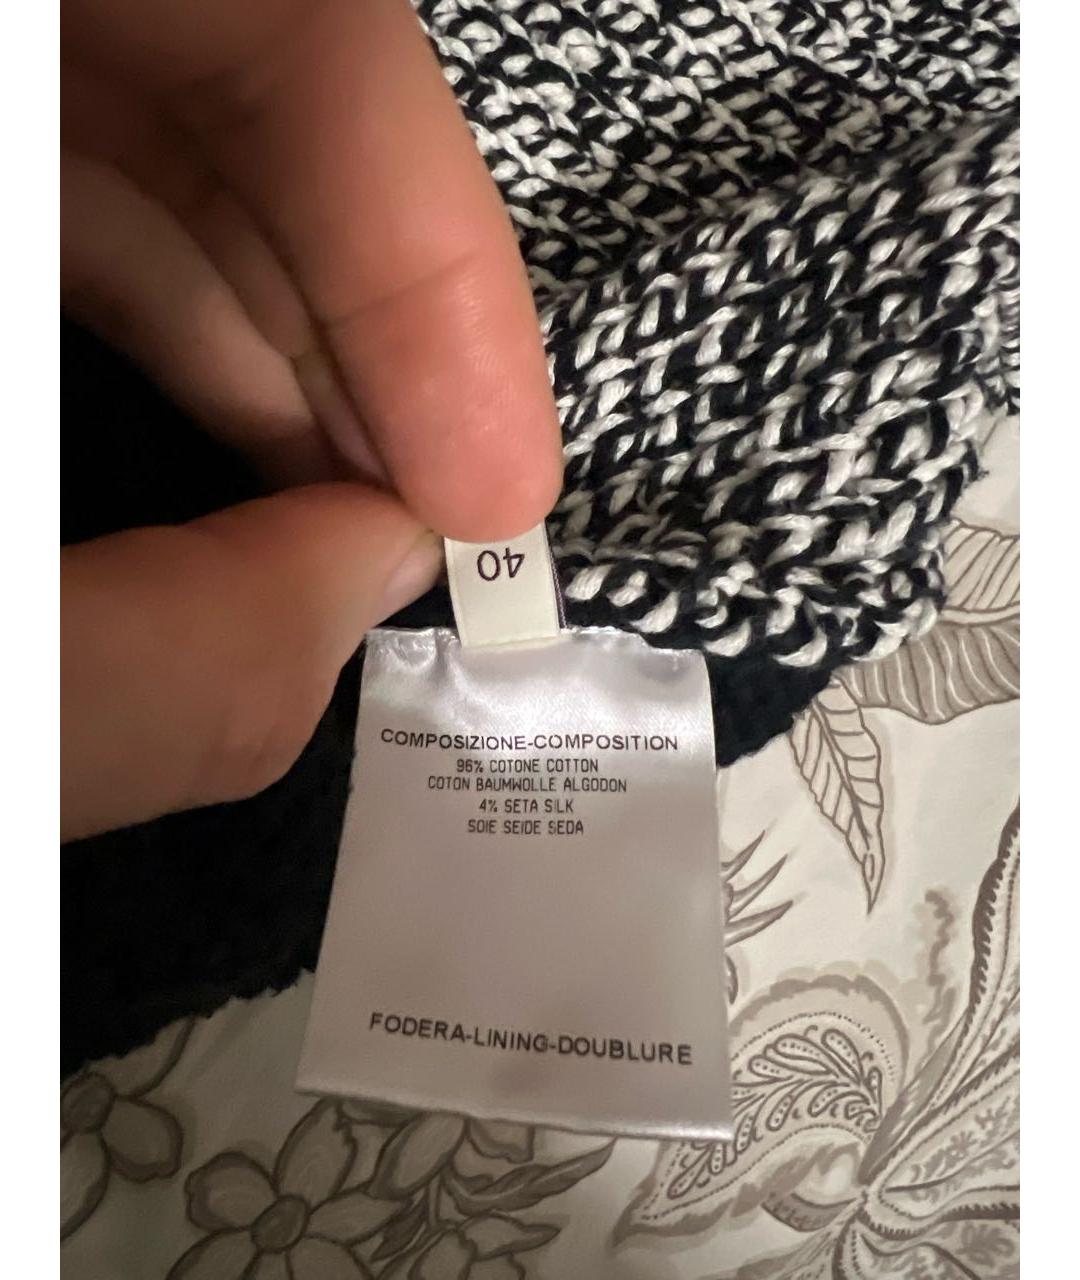 40
COMPOSIZIONE-COMPOSITION
96% COTONE COTTON
COTON BAUMWOLLE ALGODON
4% SETA SILK
SOIE SEIDE SEDA
FODERA-LINING-DOUBLURE